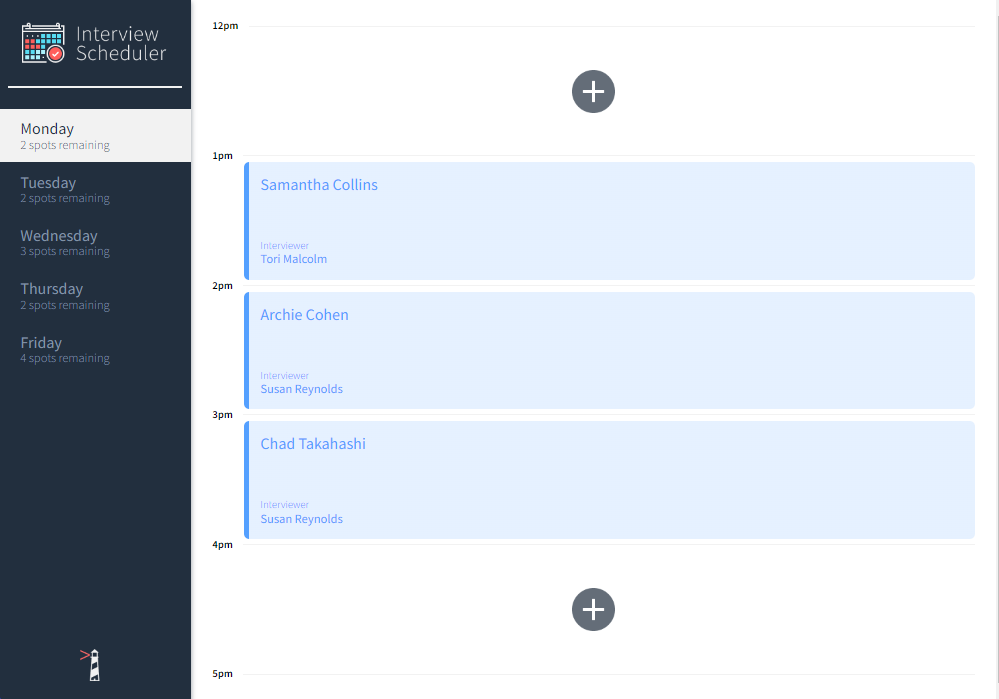 Interview
Scheduler
Monday
2 spots remaining
Tuesday
2 spots remaining
Wednesday
3 spots remaining
Thursday
2 spots remaining
Friday
4 spots remaining
12pm
1pm
Samantha Collins
Interviewer
Tori Malcolm
2pm
Archie Cohen
Interviewer
Susan Reynolds
3pm
Chad Takahashi
Interviewer
Susan Reynolds
4pm
5pm